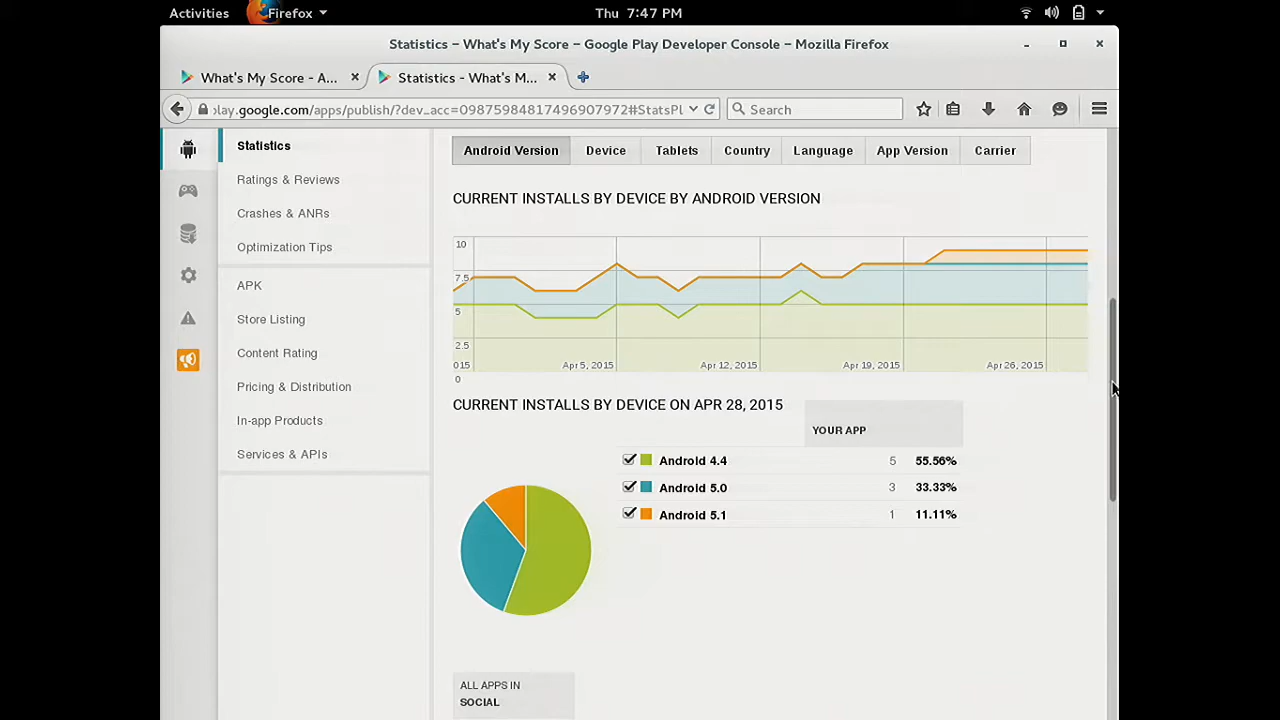 Activities Firefox Thu 7:47 PM
Statistics – What's My Score – Google Play Developer Console – Mozilla Firefox
What's My Score - A... Statistics - What's M...
play.google.com/apps/publish/?dev_acc=09875984817496907972#StatsPl Search
Statistics
Ratings & Reviews
Crashes & ANRs
Optimization Tips
APK
Store Listing
Content Rating
Pricing & Distribution
In-app Products
Services & APIs
Android Version Device Tablets Country Language App Version Carrier
CURRENT INSTALLS BY DEVICE BY ANDROID VERSION
10
7.5
5
2.5
0
015 Apr 5, 2015 Apr 12, 2015 Apr 19, 2015 Apr 26, 2015
CURRENT INSTALLS BY DEVICE ON APR 28, 2015
YOUR APP
Android 4.4 5 55.56%
Android 5.0 3 33.33%
Android 5.1 1 11.11%
ALL APPS IN
SOCIAL